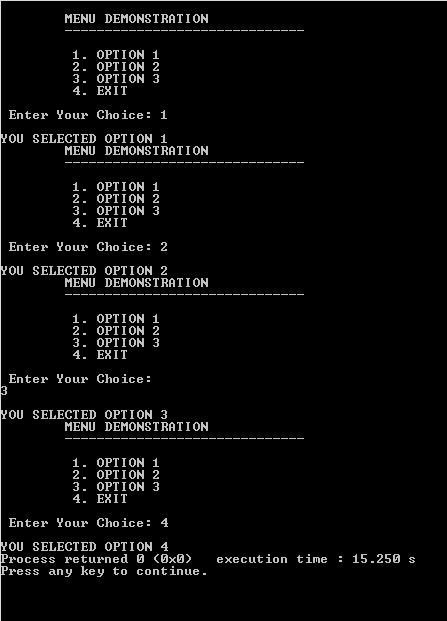 MENU DEMONSTRATION
------------------------------
1. OPTION 1
2. OPTION 2
3. OPTION 3
4. EXIT
Enter Your Choice: 1
YOU SELECTED OPTION 1
MENU DEMONSTRATION
------------------------------
1. OPTION 1
2. OPTION 2
3. OPTION 3
4. EXIT
Enter Your Choice: 2
YOU SELECTED OPTION 2
MENU DEMONSTRATION
------------------------------
1. OPTION 1
2. OPTION 2
3. OPTION 3
4. EXIT
Enter Your Choice:
3
YOU SELECTED OPTION 3
MENU DEMONSTRATION
------------------------------
1. OPTION 1
2. OPTION 2
3. OPTION 3
4. EXIT
Enter Your Choice: 4
YOU SELECTED OPTION 4
Process returned 0 (0x0)   execution time : 15.250 s
Press any key to continue.